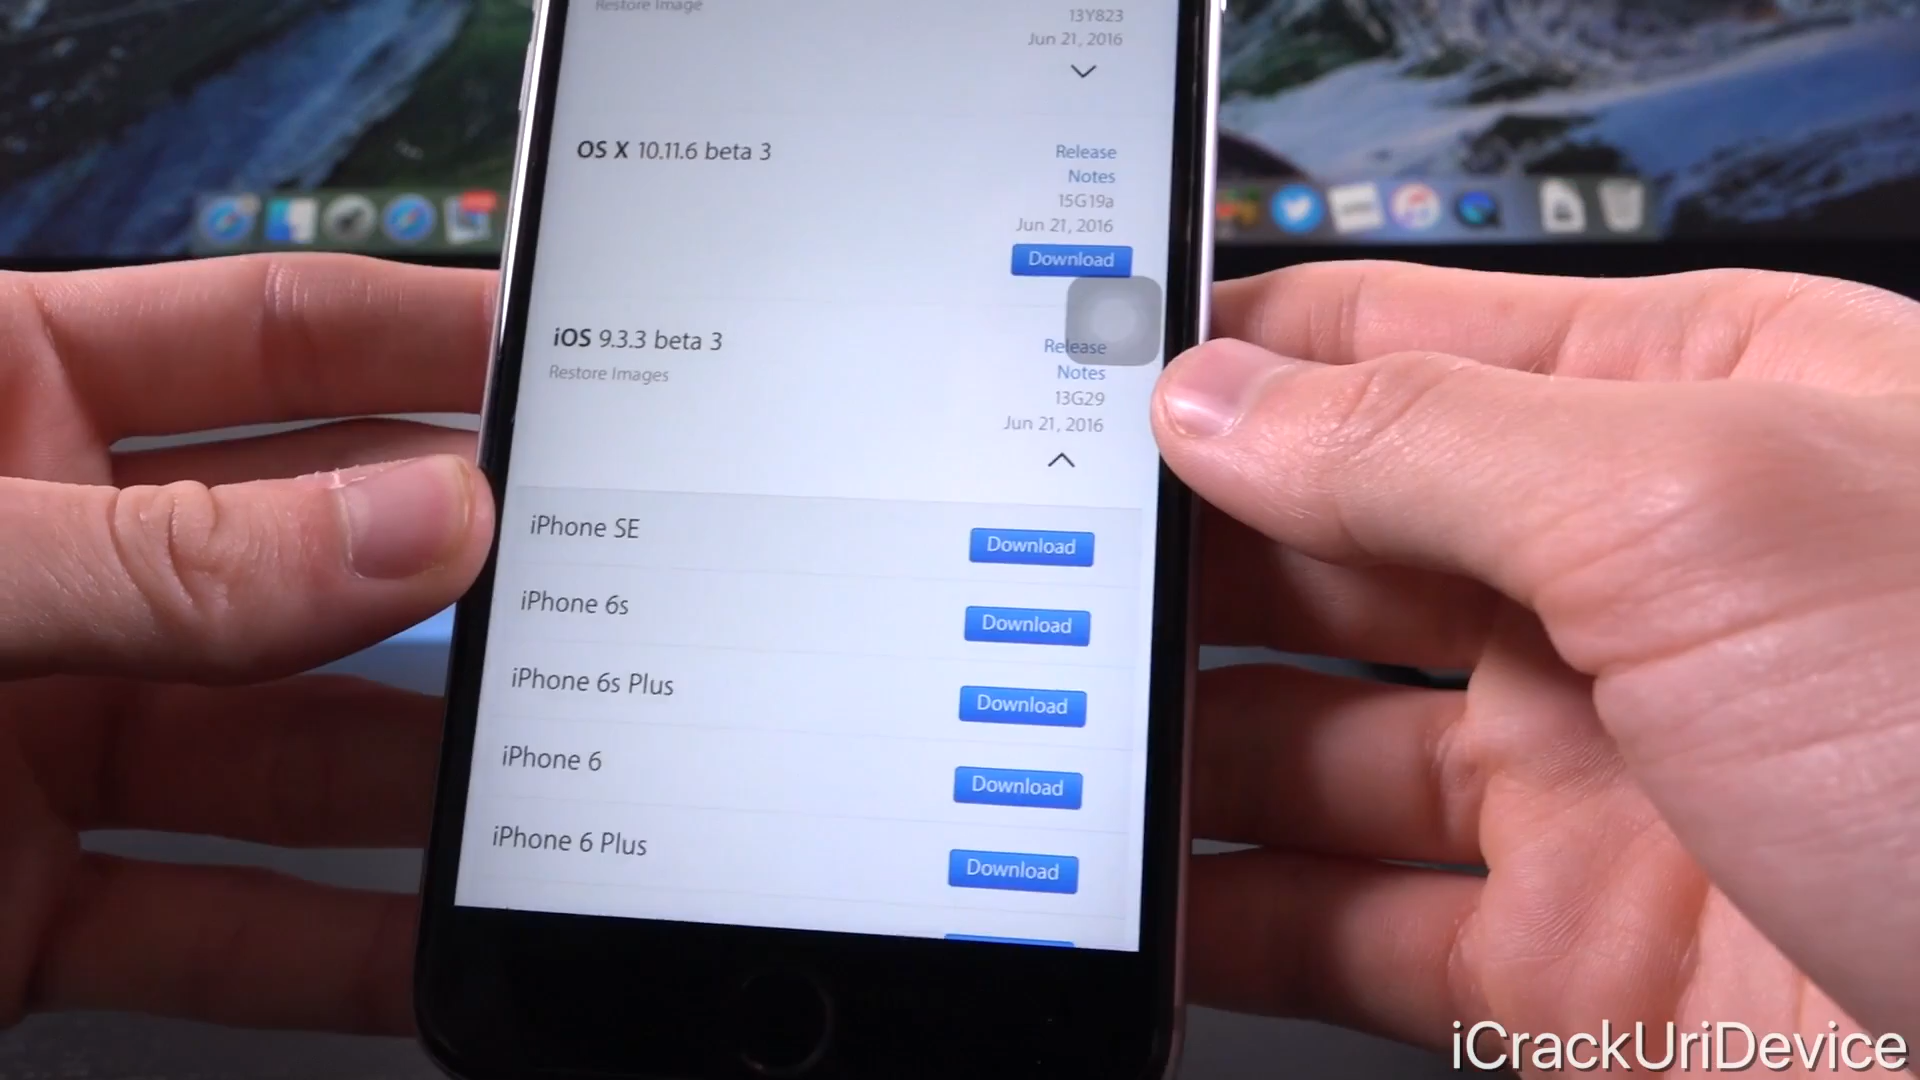 Restore Image
13Y823
Jun 21, 2016
OS X 10.11.6 beta 3
Release
Notes
15G19a
Jun 21, 2016
Download
iOS 9.3.3 beta 3
Restore Images
Release
Notes
13G29
Jun 21, 2016
iPhone SE
Download
iPhone 6s
Download
iPhone 6s Plus
Download
iPhone 6
Download
iPhone 6 Plus
Download
iCrackUriDevice